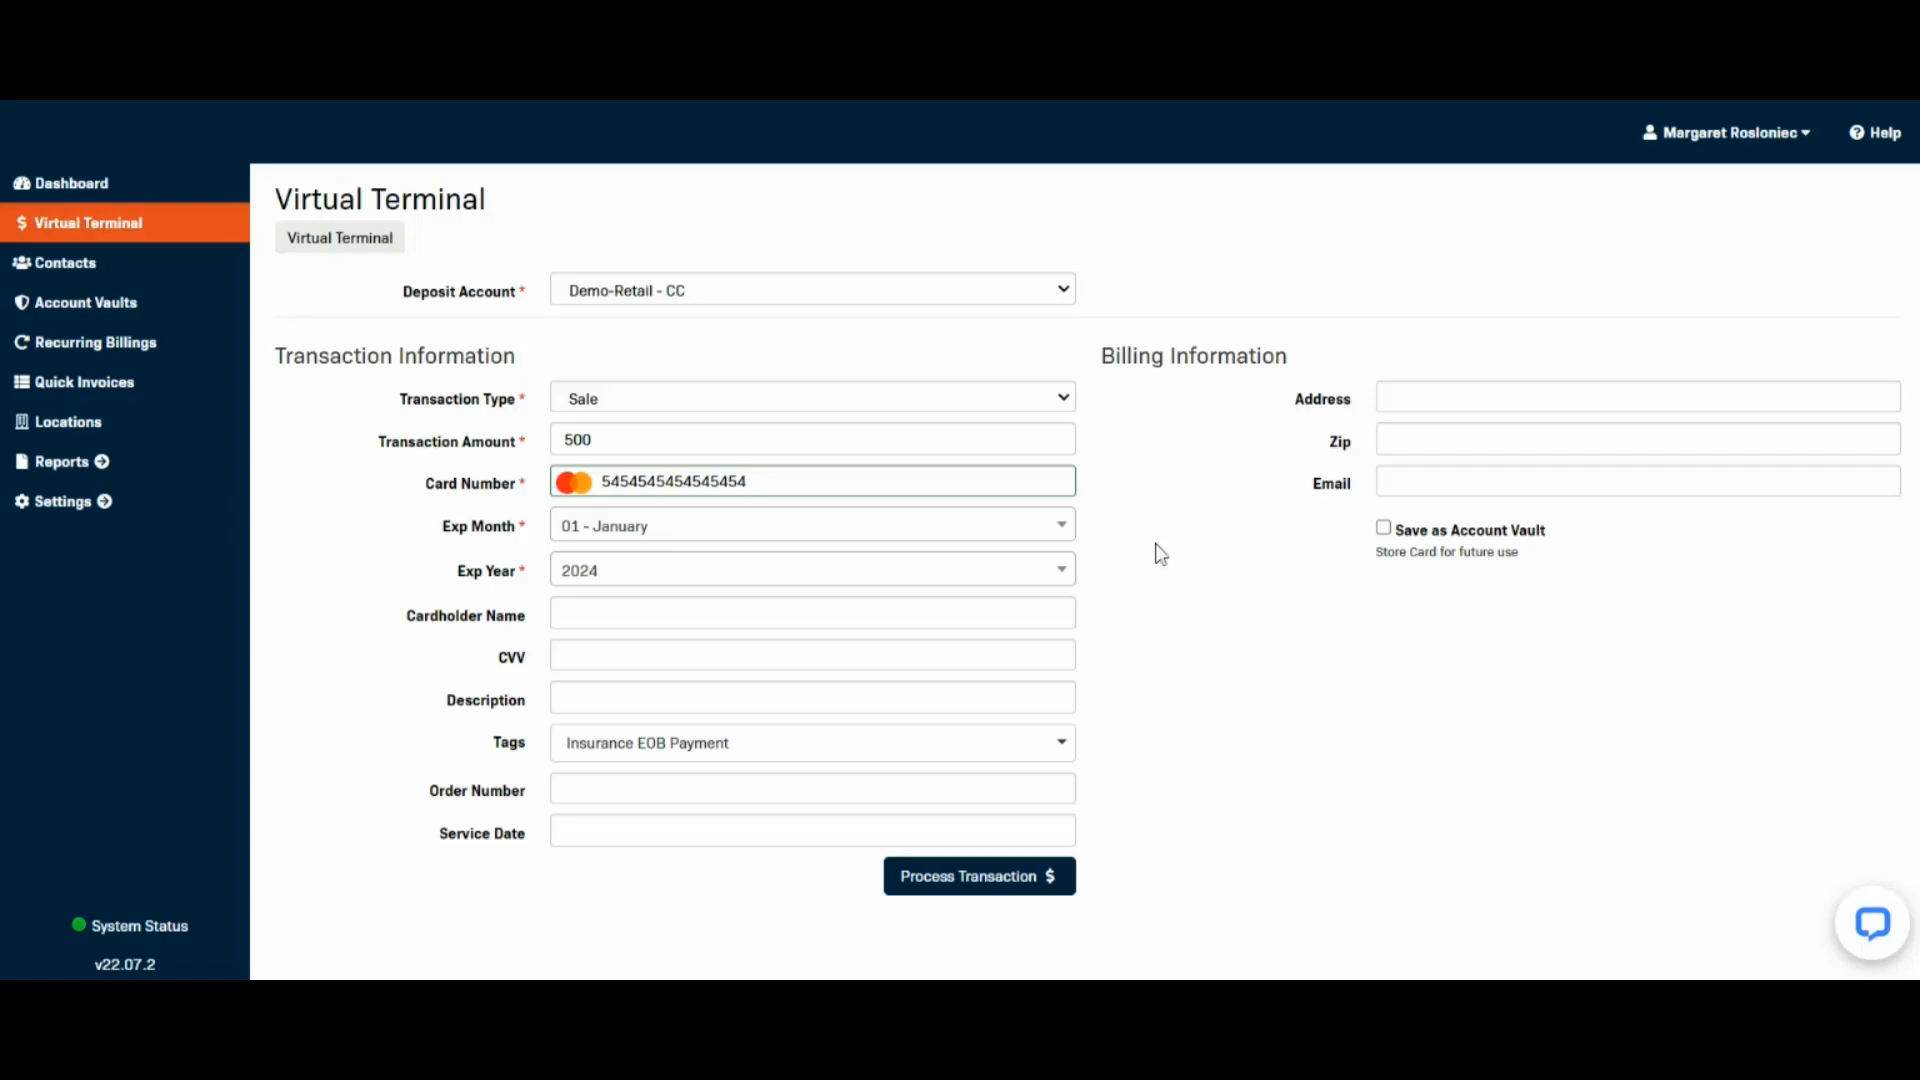 Margaret Rosloniec
Help
Dashboard
Virtual Terminal
Contacts
Account Vaults
Recurring Billings
Quick Invoices
Locations
Reports
Settings
System Status
v22.07.2
Virtual Terminal
Virtual Terminal
Deposit Account *
Demo-Retail - CC
Transaction Information
Transaction Type *
Sale
Transaction Amount *
500
Card Number *
5454545454545454
Exp Month *
01 - January
Exp Year *
2024
Cardholder Name
CVV
Description
Tags
Insurance EOB Payment
Order Number
Service Date
Process Transaction $
Billing Information
Address
Zip
Email
Save as Account Vault
Store Card for future use